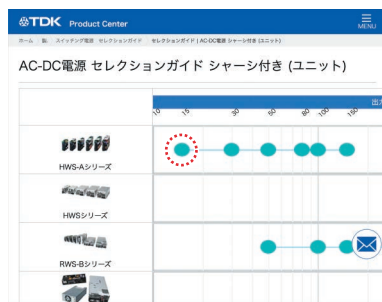 TDK Product Center
MENU
ホーム
スイッチング電源 セレクションガイド
セレクションガイド | AC-DC電源 シャーシ付き (ユニット)
AC-DC電源 セレクションガイド シャーシ付き (ユニット)
出
10 15 30 50 80 100 150
HWS-Aシリーズ
HWSシリーズ
RWS-Bシリーズ